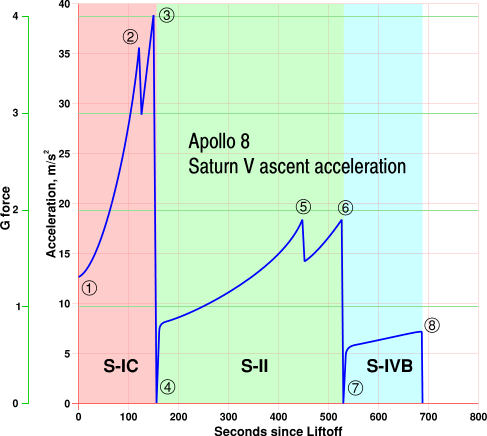 4
3
2
1
0
G force
40
35
30
25
20
15
10
5
0
Acceleration, m/s²
①
②
③
④
⑤
⑥
⑦
⑧
Apollo 8
Saturn V ascent acceleration
S-IC
S-II
S-IVB
0 100 200 300 400 500 600 700 800
Seconds since Liftoff